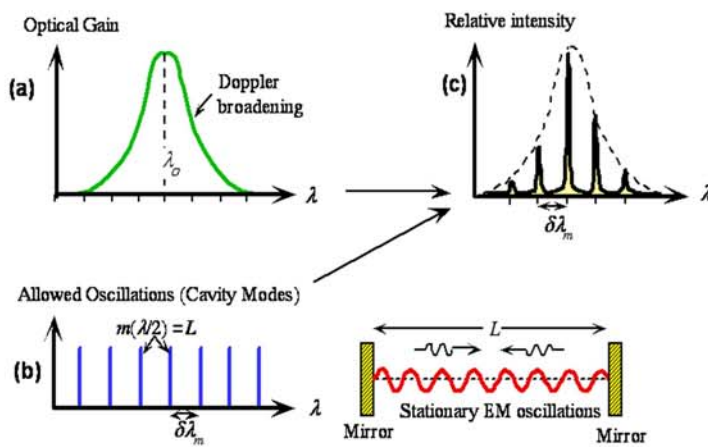 Optical Gain
(a)
Doppler
broadening
λₒ
λ
Relative intensity
(c)
λ
δλₘ
Allowed Oscillations (Cavity Modes)
m(λ/2) = L
(b)
λ
δλₘ
L
Stationary EM oscillations
Mirror
Mirror